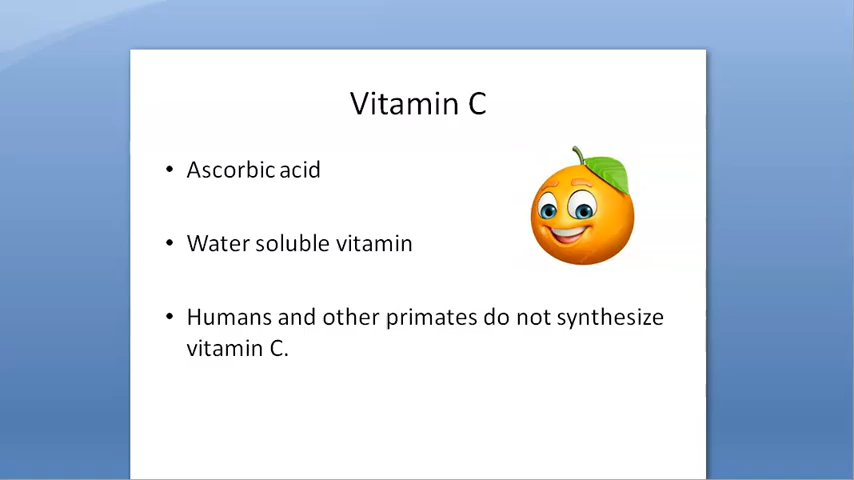 Vitamin C
• Ascorbic acid
• Water soluble vitamin
• Humans and other primates do not synthesize
vitamin C.